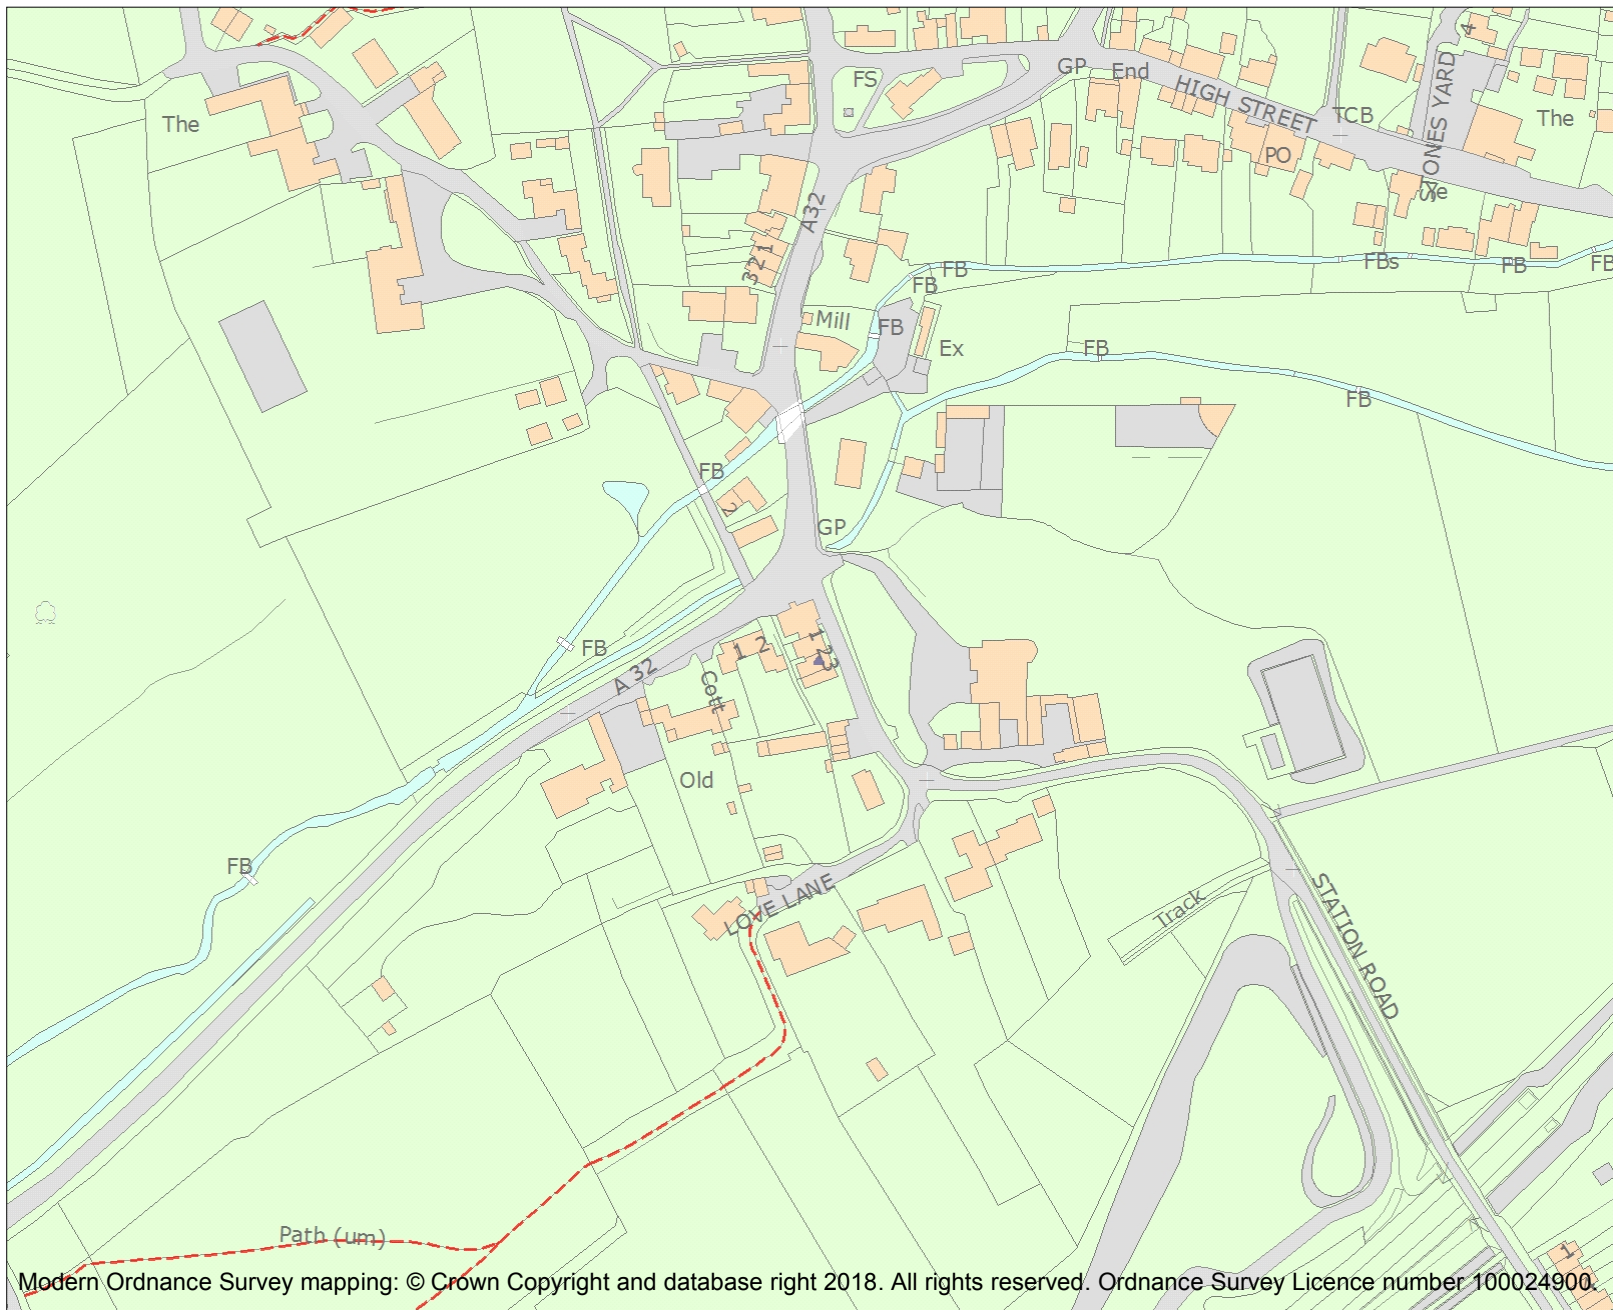 4
GP
End
FS
HIGH STREET
JONES YARD
TCB
The
The
PO
A32
3 2 1
FB
FBs
FB
FB
FB
Mill
FB
Ex
FB
FB
FB
2
GP
1 2
1 2 3
FB
A 32
Cott
Old
FB
LOVE LANE
Track
STATION ROAD
Path (um)
1
Modern Ordnance Survey mapping: © Crown Copyright and database right 2018. All rights reserved. Ordnance Survey Licence number 100024900.